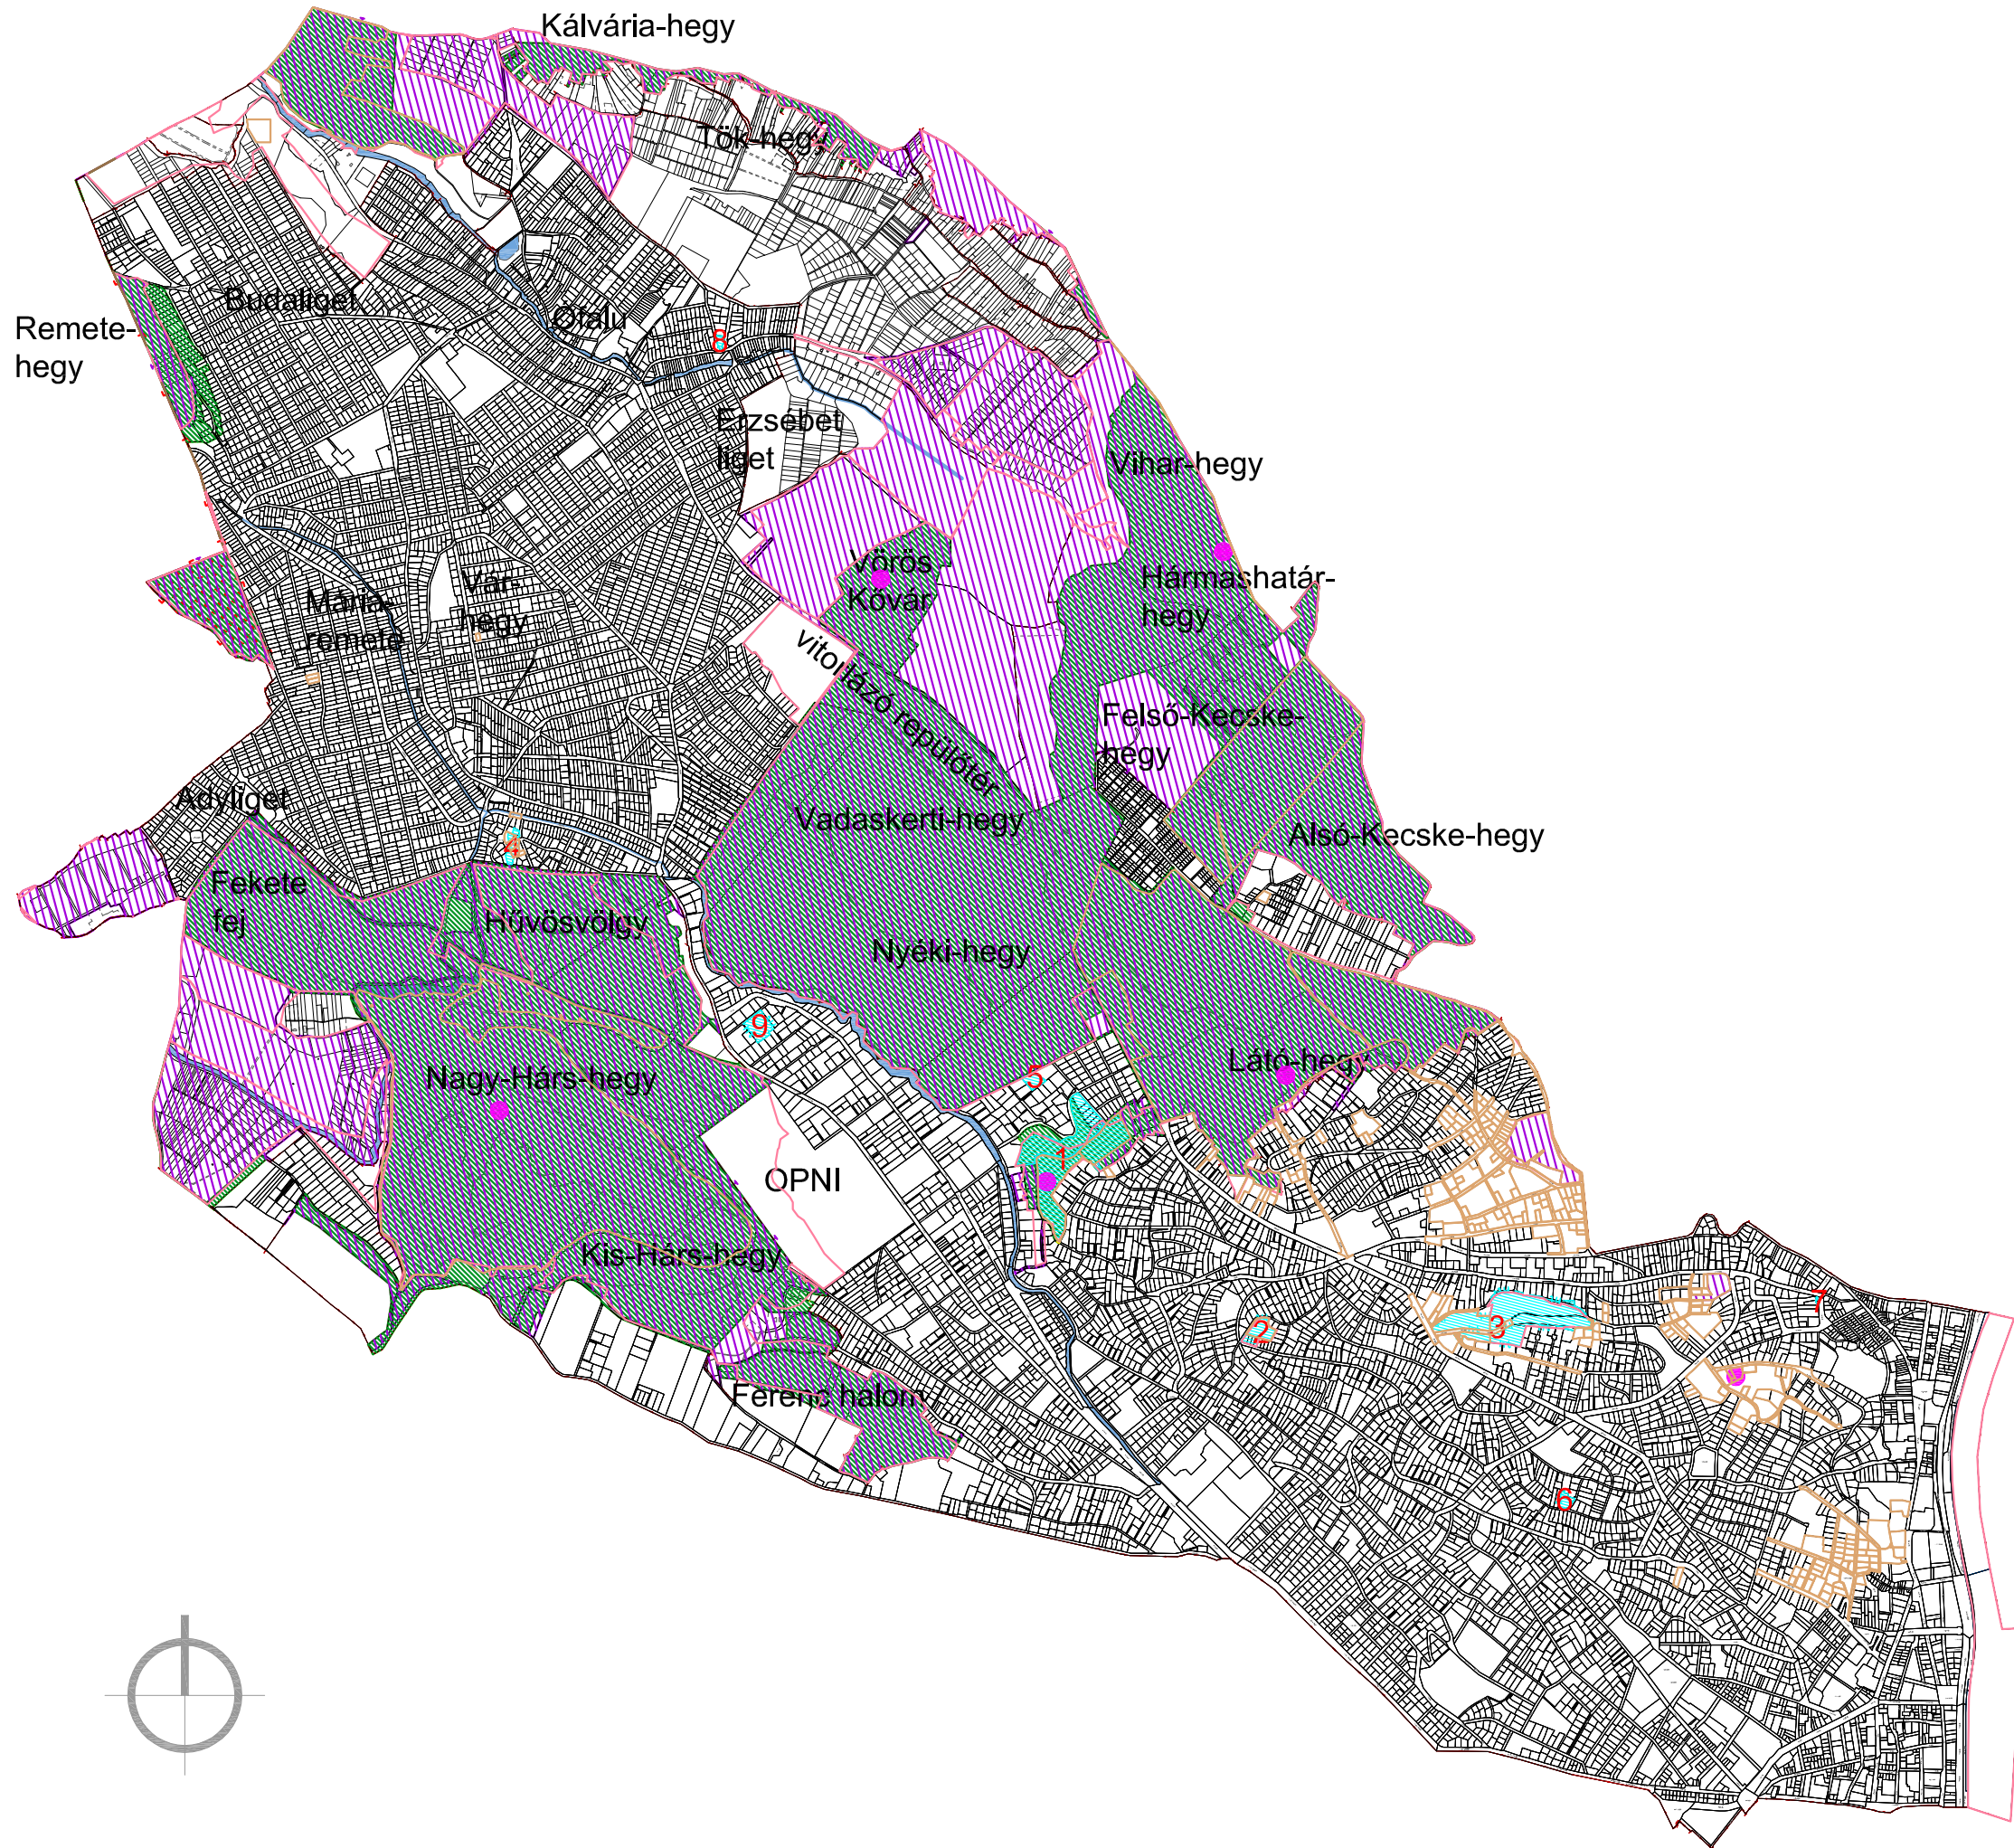 Kálvária-hegy
Tök-hegy
Budaliget
Ófalu
Remete-
hegy
8
Erzsébet
liget
Vihar-hegy
Vörös
Kővár
Hármashatár-
hegy
Vár-
hegy
Mária-
remete
vitorlázó repülőtér
Felső-Kecske-
hegy
Adyliget
Vadaskerti-hegy
Alsó-Kecske-hegy
4
Fekete
fej
Hűvösvölgy
Nyéki-hegy
9
Nagy-Hárs-hegy
5
Látó-hegy
1
OPNI
Kis-Hárs-hegy
7
2
3
Ferenc halom
6